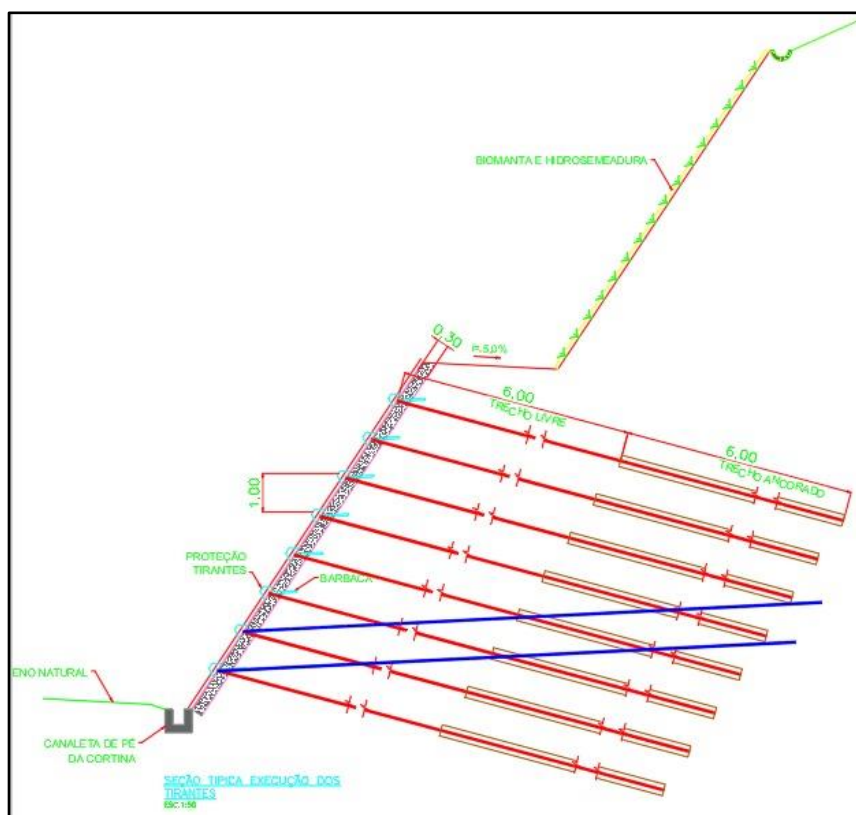 BIOMANTA E HIDROSEMEADURA
0.30
i=5,0%
6.00
TRECHO LIVRE
6.00
TRECHO ANCORADO
1.00
PROTEÇÃO
TIRANTES
BARBACÃ
ENO NATURAL
CANALETA DE PÉ
DA CORTINA
SEÇÃO TIPICA EXECUÇÃO DOS
TIRANTES
ESC.1:50